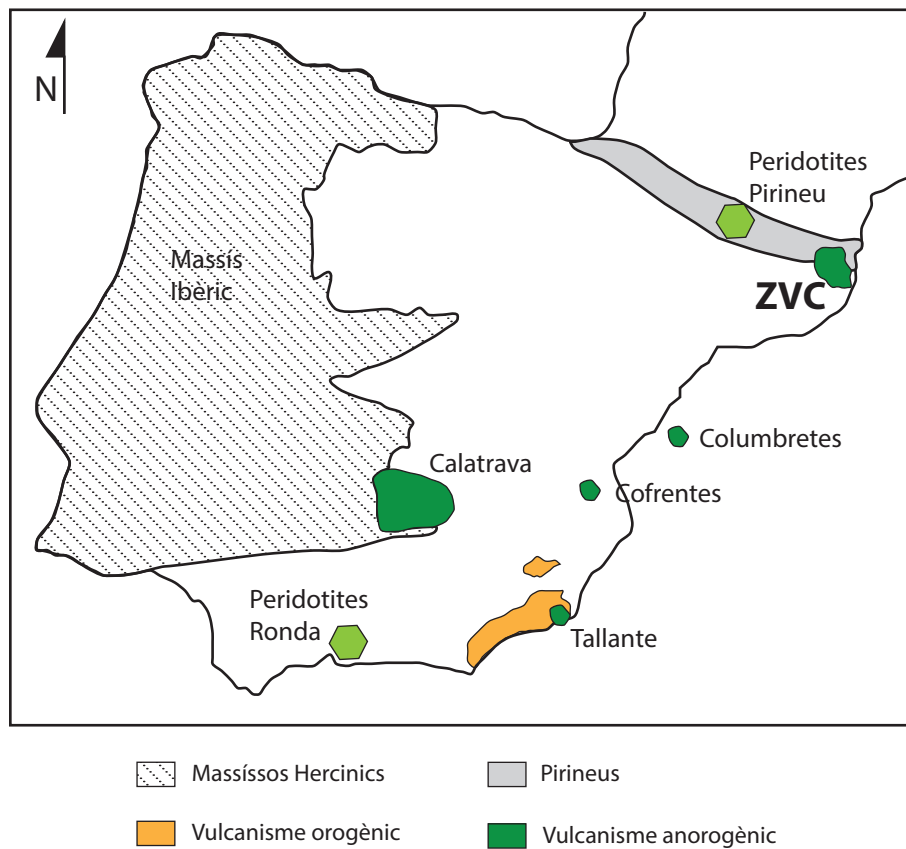 N
Peridotites
Pirineu
Massís
Ibèric
ZVC
Columbretes
Calatrava
Cofrentes
Peridotites
Ronda
Tallante
Massíssos Hercinics
Pirineus
Vulcanisme orogènic
Vulcanisme anorogènic